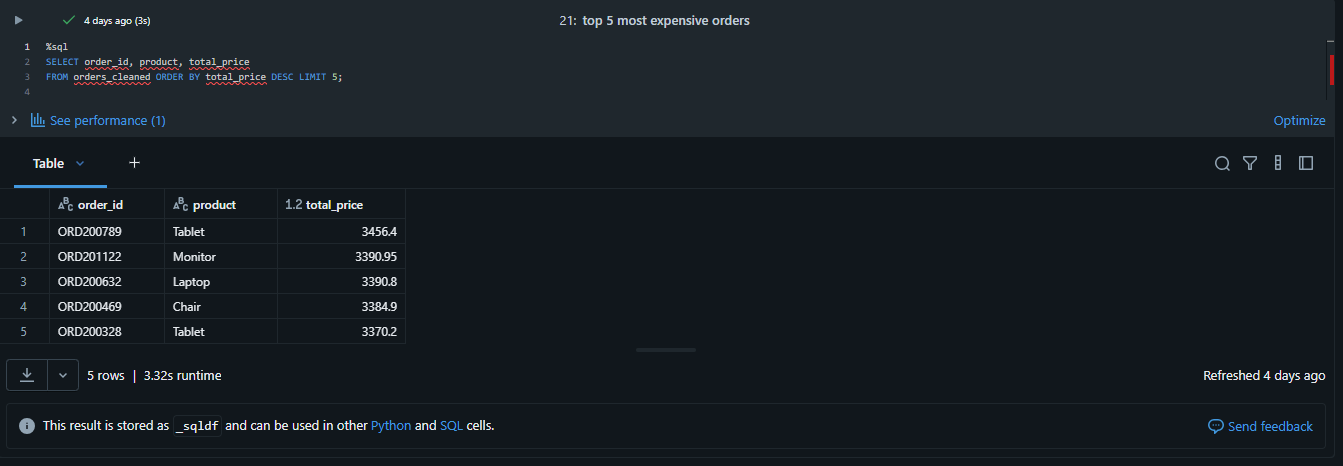 4 days ago (3s)
21: top 5 most expensive orders
1 %sql
2 SELECT order_id, product, total_price
3 FROM orders_cleaned ORDER BY total_price DESC LIMIT 5;
4
See performance (1)
Optimize
Table
+
ABC order_id ABC product 1.2 total_price
1 ORD200789 Tablet 3456.4
2 ORD201122 Monitor 3390.95
3 ORD200632 Laptop 3390.8
4 ORD200469 Chair 3384.9
5 ORD200328 Tablet 3370.2
5 rows | 3.32s runtime
Refreshed 4 days ago
This result is stored as _sqldf and can be used in other Python and SQL cells.
Send feedback